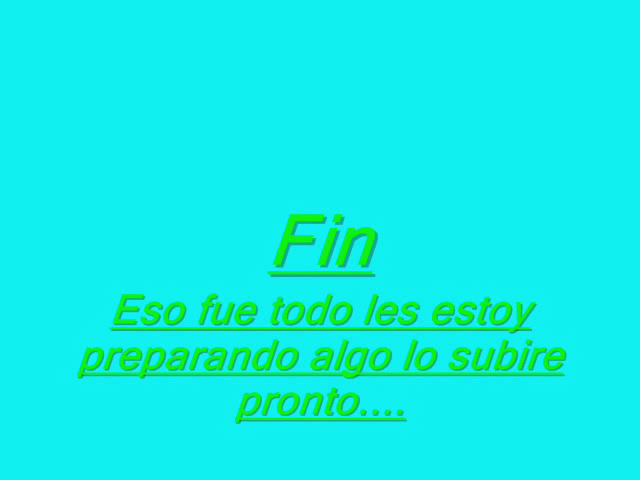 Fin
Eso fue todo les estoy
preparando algo lo subire
pronto....